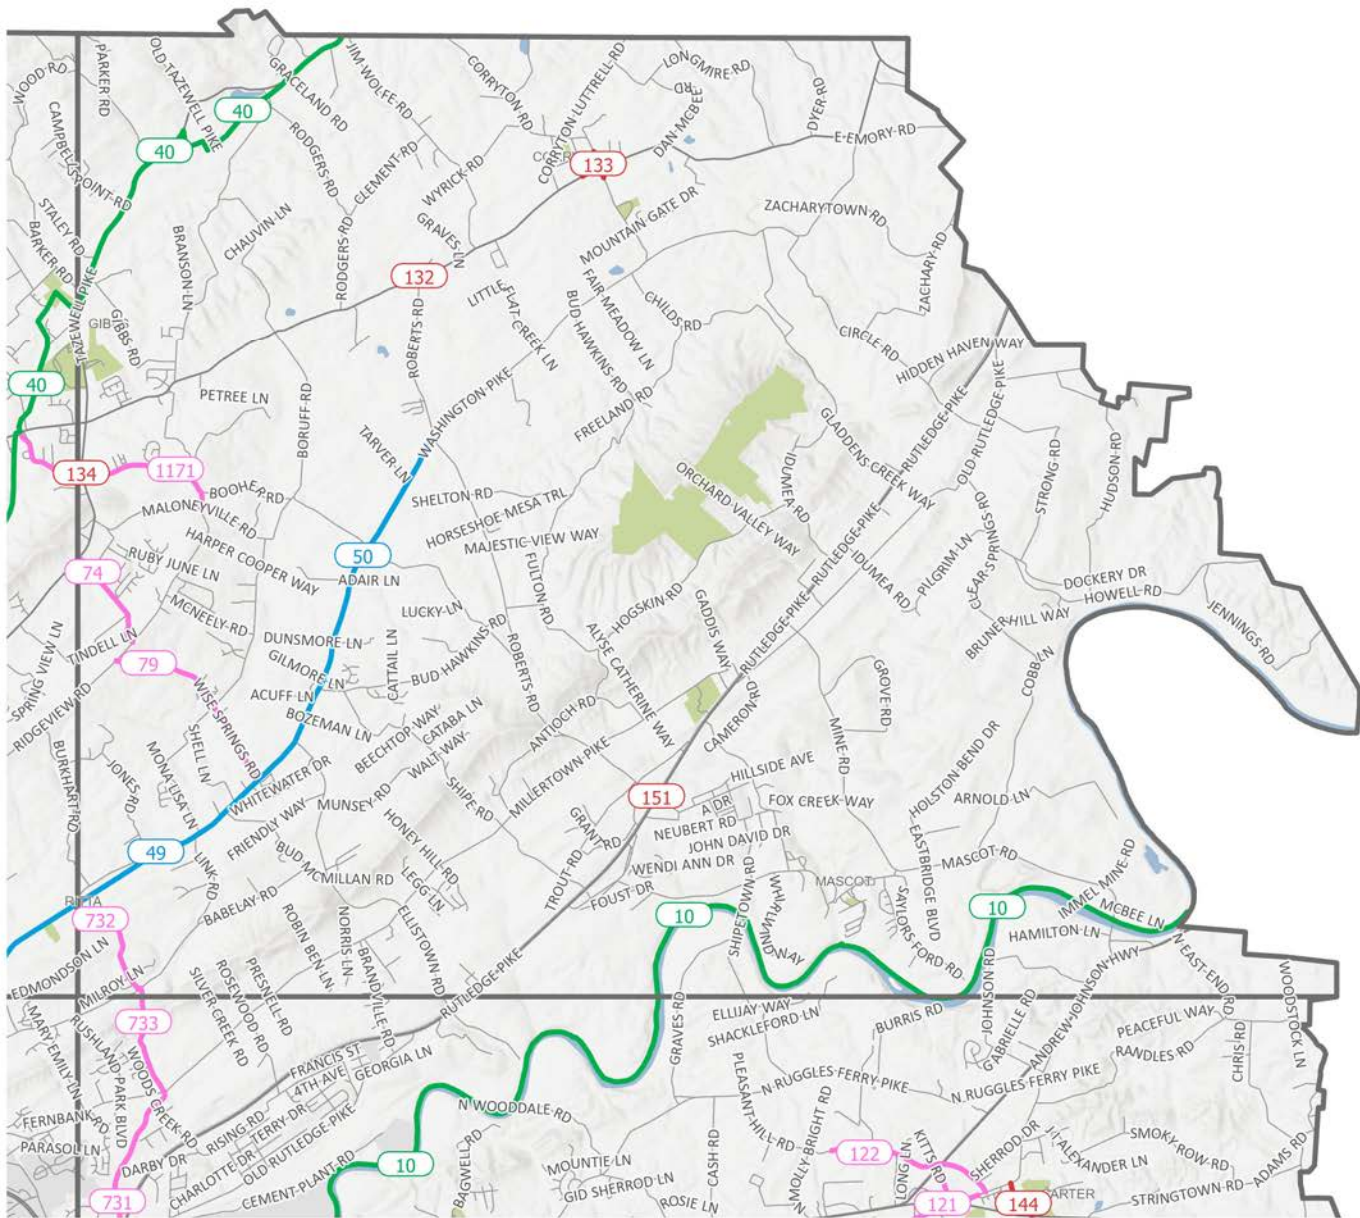 WOOD RD
PARKER RD
OLD TAZEWELL PIKE
GRACELAND RD
JIM WOLFE RD
CORRYTON RD
CORRYTON LUTTRELL RD
LONGMIRE RD
DAN MCBEE RD
DYER RD
E EMORY RD
40
40
CAMPBELLS POINT RD
RODGERS RD
CLEMENT RD
WYRICK RD
133
STALEY RD
BARKER RD
BRANSON LN
CHAUVIN LN
RODGERS RD
GRAVES LN
MOUNTAIN GATE DR
ZACHARYTOWN RD
ZACHARY RD
132
TAZEWELL PIKE
GIBBS RD
LITTLE FLAT CREEK LN
FAIR MEADOW LN
BUD HAWKINS RD
CHILDS RD
CIRCLE RD
HIDDEN HAVEN WAY
ROBERTS RD
40
PETREE LN
BORUFF RD
WASHINGTON PIKE
FREELAND RD
GLADDENS CREEK WAY
RUTLEDGE PIKE
OLD RUTLEDGE PIKE
TARVER LN
134
1171
BOOHER RD
MALONEYVILLE RD
SHELTON RD
HORSESHOE MESA TRL
MAJESTIC VIEW WAY
ORCHARD VALLEY WAY
IDUMEA RD
STRONG RD
HUDSON RD
HARPER COOPER WAY
50
RUBY JUNE LN
74
ADAIR LN
FULTON RD
RUTLEDGE PIKE
IDUMEA RD
PILGRIM LN
CLEAR SPRINGS RD
DOCKERY DR
HOWELL RD
JENNINGS RD
MCNEELY RD
LUCKY LN
HOGSKIN RD
GADDIS WAY
BRUNER HILL WAY
SPRING VIEW LN
TINDELL LN
79
DUNSMORE LN
GILMORE LN
CATTAIL LN
BUD HAWKINS RD
ROBERTS RD
ALYSE CATHERINE WAY
RUTLEDGE PIKE
GROVE RD
COBB LN
RIDGEVIEW RD
WISE SPRINGS RD
ACUFF LN
BOZEMAN LN
BEECHTOP WAY
CATABA LN
WALT WAY
ANTIOCH RD
CAMERON RD
MINE RD
HOLSTON BEND DR
BURKHART RD
JONES RD
MONA LISA LN
SHELL LN
WHITEWATER DR
MUNSEY RD
SHIPE RD
MILLERTOWN PIKE
151
HILLSIDE AVE
A DR
FOX CREEK WAY
ARNOLD LN
49
FRIENDLY WAY
HONEY HILL RD
GRANT RD
NEUBERT RD
JOHN DAVID DR
WENDI ANN DR
EASTBRIDGE BLVD
MASCOT RD
LINK RD
BUD MCMILLAN RD
LEGG LN
TROUT RD
FOUST DR
MASCOT
IMMEL MINE RD
732
BABELAY RD
ROBIN BEN LN
NORRIS LN
ELLISTOWN RD
10
SHIPETOWN RD
WHIRLWIND WAY
SAYLORS FORD RD
10
MCBEE LN
HAMILTON LN
EDMONDSON LN
MILROY LN
SILVER CREEK RD
ROSEWOOD RD
PRESNELL RD
BRANDVILLE RD
RUTLEDGE PIKE
GRAVES RD
JOHNSON RD
N EAST END RD
WOODSTOCK LN
MARY EMILY LN
733
RUSHLAND PARK BLVD
WOODS CREEK RD
ELLIJAY WAY
SHACKLEFORD LN
BURRIS RD
GABRIELLE RD
ANDREW JOHNSON HWY
PEACEFUL WAY
RANDLES RD
CHRIS RD
FRANCIS ST
4TH AVE
GEORGIA LN
PLEASANT HILL RD
N RUGGLES FERRY PIKE
N RUGGLES FERRY PIKE
FERNBANK RD
PARASOL LN
RISING RD
TERRY DR
OLD RUTLEDGE PIKE
N WOODDALE RD
N MOLLY BRIGHT RD
KITTS RD
SHERROD DR
J T ALEXANDER LN
SMOKY ROW RD
ADAMS RD
DARBY DR
CHARLOTTE DR
CEMENT PLANT RD
10
BAGWELL RD
MOUNTIE LN
GID SHERROD LN
CASH RD
122
LONG LN
731
ROSIE LN
121
144
STRINGTOWN RD